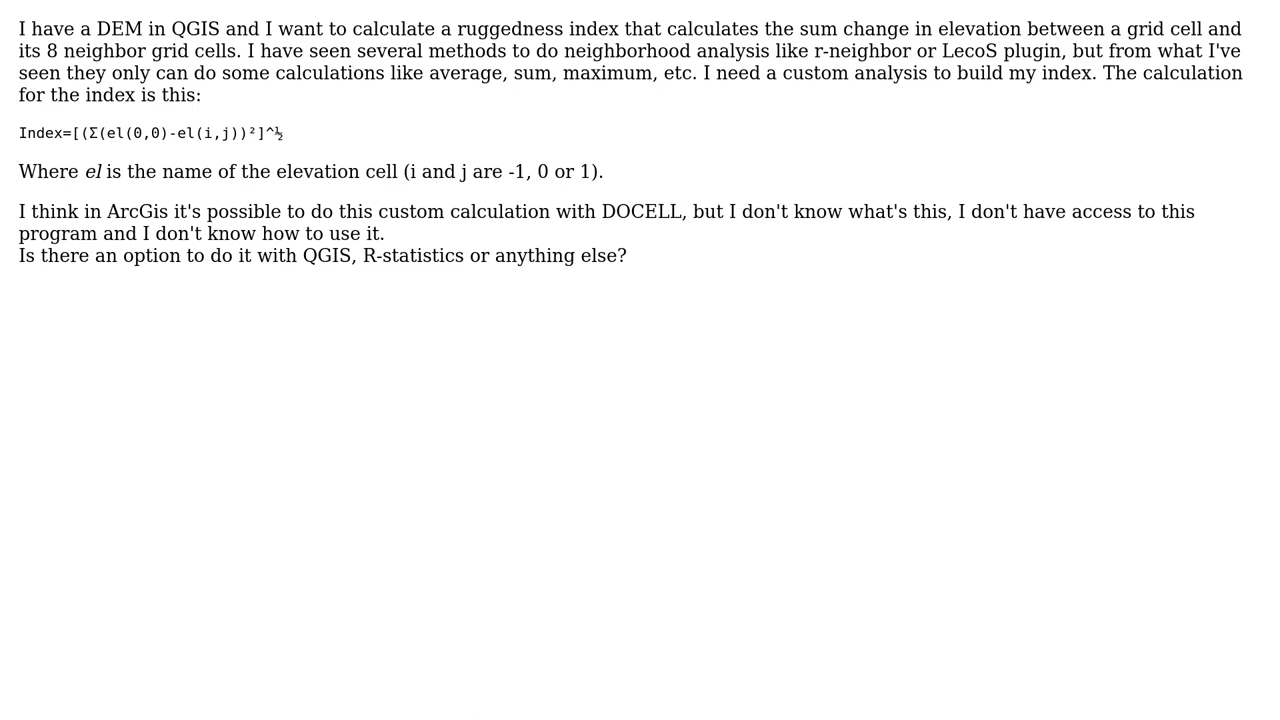 I have a DEM in QGIS and I want to calculate a ruggedness index that calculates the sum change in elevation between a grid cell and
its 8 neighbor grid cells. I have seen several methods to do neighborhood analysis like r-neighbor or LecoS plugin, but from what I've
seen they only can do some calculations like average, sum, maximum, etc. I need a custom analysis to build my index. The calculation
for the index is this:
Index=[(Σ(el(0,0)-el(i,j))²]^½
Where el is the name of the elevation cell (i and j are -1, 0 or 1).
I think in ArcGis it's possible to do this custom calculation with DOCELL, but I don't know what's this, I don't have access to this
program and I don't know how to use it.
Is there an option to do it with QGIS, R-statistics or anything else?